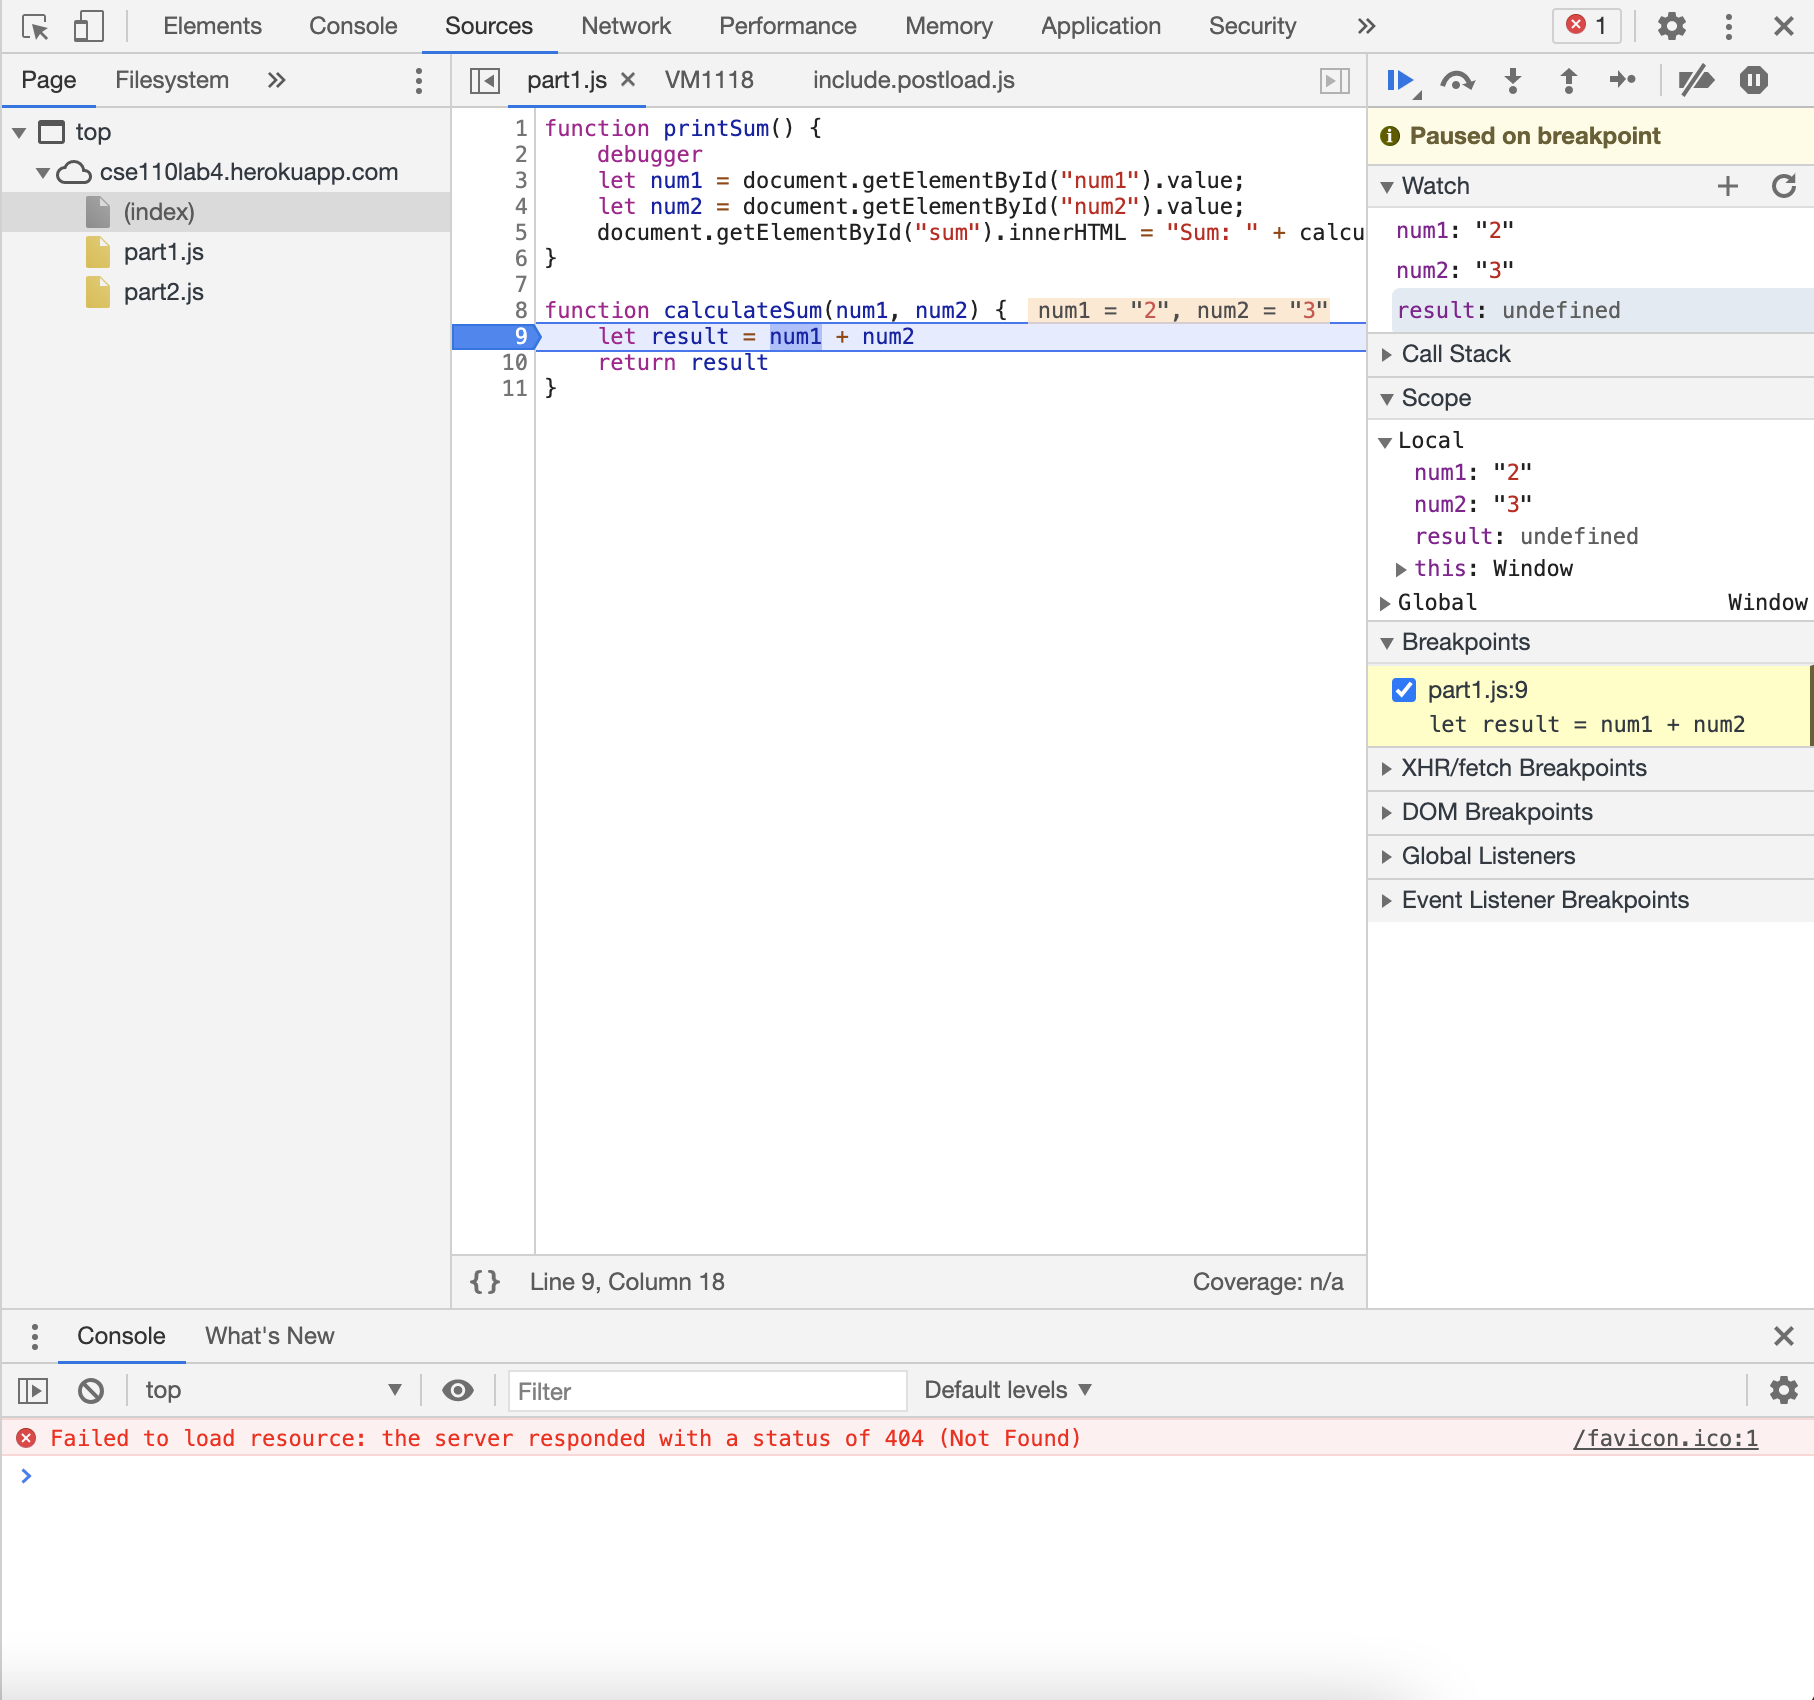 Elements Console Sources Network Performance Memory Application Security » 1
Page Filesystem »
top
cse110lab4.herokuapp.com
(index)
part1.js
part2.js
part1.js × VM1118 include.postload.js
1 function printSum() {
2 debugger
3 let num1 = document.getElementById("num1").value;
4 let num2 = document.getElementById("num2").value;
5 document.getElementById("sum").innerHTML = "Sum: " + calcu
6 }
7
8 function calculateSum(num1, num2) { num1 = "2", num2 = "3"
9 let result = num1 + num2
10 return result
11 }
{} Line 9, Column 18 Coverage: n/a
Paused on breakpoint
Watch
num1: "2"
num2: "3"
result: undefined
Call Stack
Scope
Local
num1: "2"
num2: "3"
result: undefined
this: Window
Global Window
Breakpoints
part1.js:9
let result = num1 + num2
XHR/fetch Breakpoints
DOM Breakpoints
Global Listeners
Event Listener Breakpoints
Console What's New
top Filter Default levels
Failed to load resource: the server responded with a status of 404 (Not Found) /favicon.ico:1